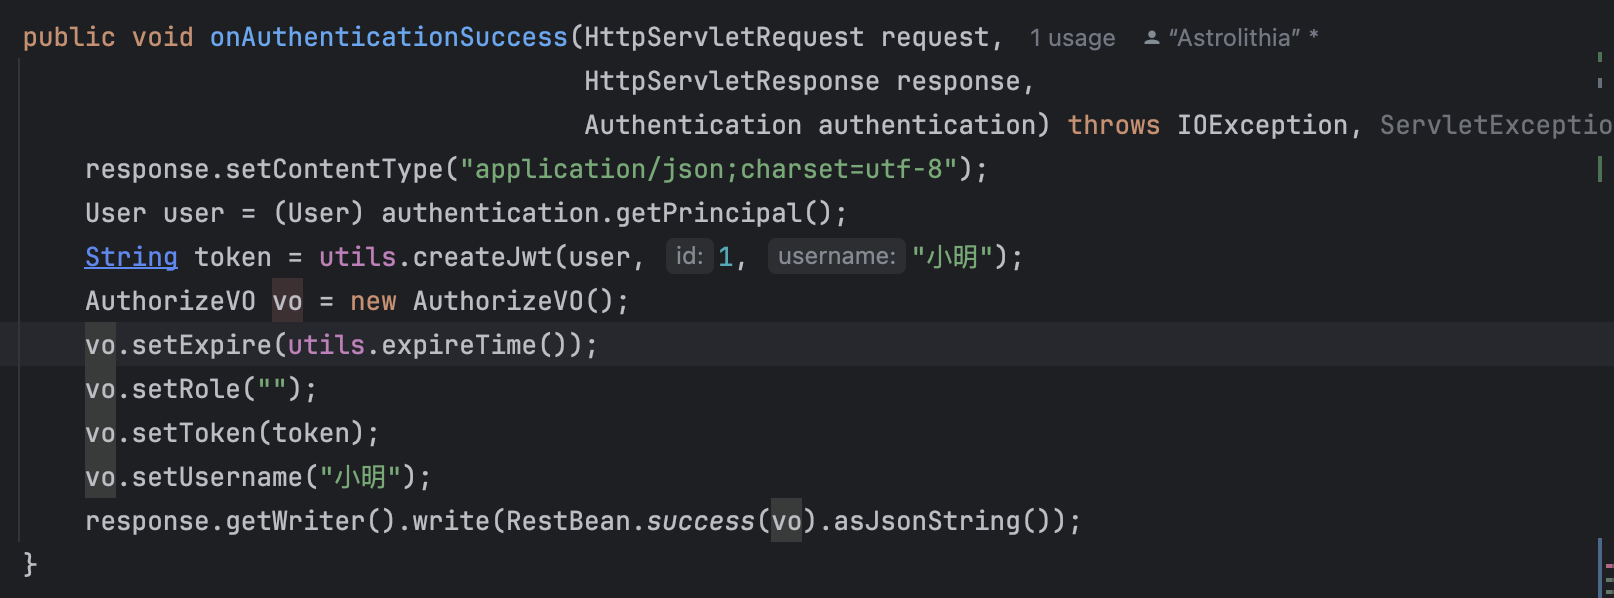 public void onAuthenticationSuccess(HttpServletRequest request, 1 usage “Astrolithia” *
HttpServletResponse response,
Authentication authentication) throws IOException, ServletExceptio
response.setContentType("application/json;charset=utf-8");
User user = (User) authentication.getPrincipal();
String token = utils.createJwt(user, id: 1, username: "小明");
AuthorizeVO vo = new AuthorizeVO();
vo.setExpire(utils.expireTime());
vo.setRole("");
vo.setToken(token);
vo.setUsername("小明");
response.getWriter().write(RestBean.success(vo).asJsonString());
}